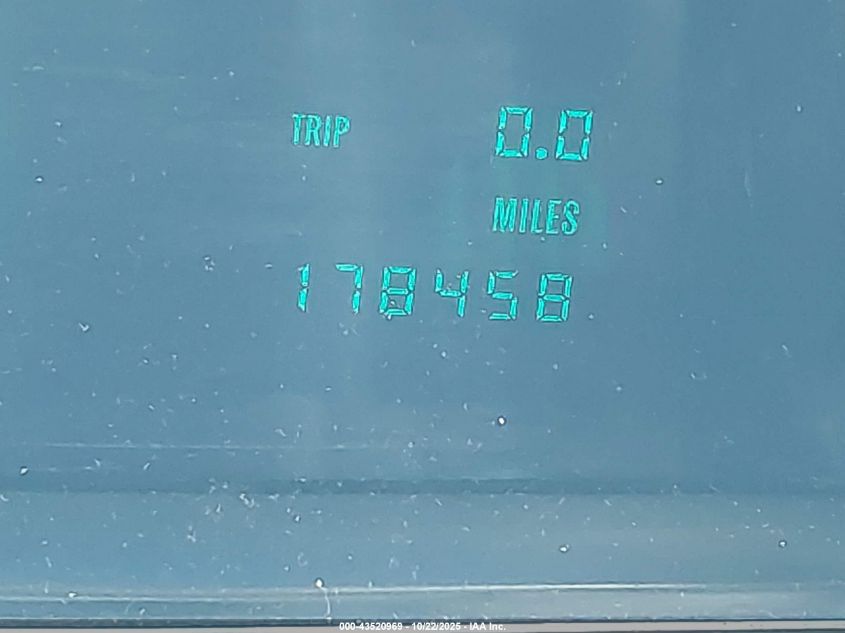 TRIP 0.0
MILES
178458
000-43520969 - 10/22/2025 - IAA Inc.